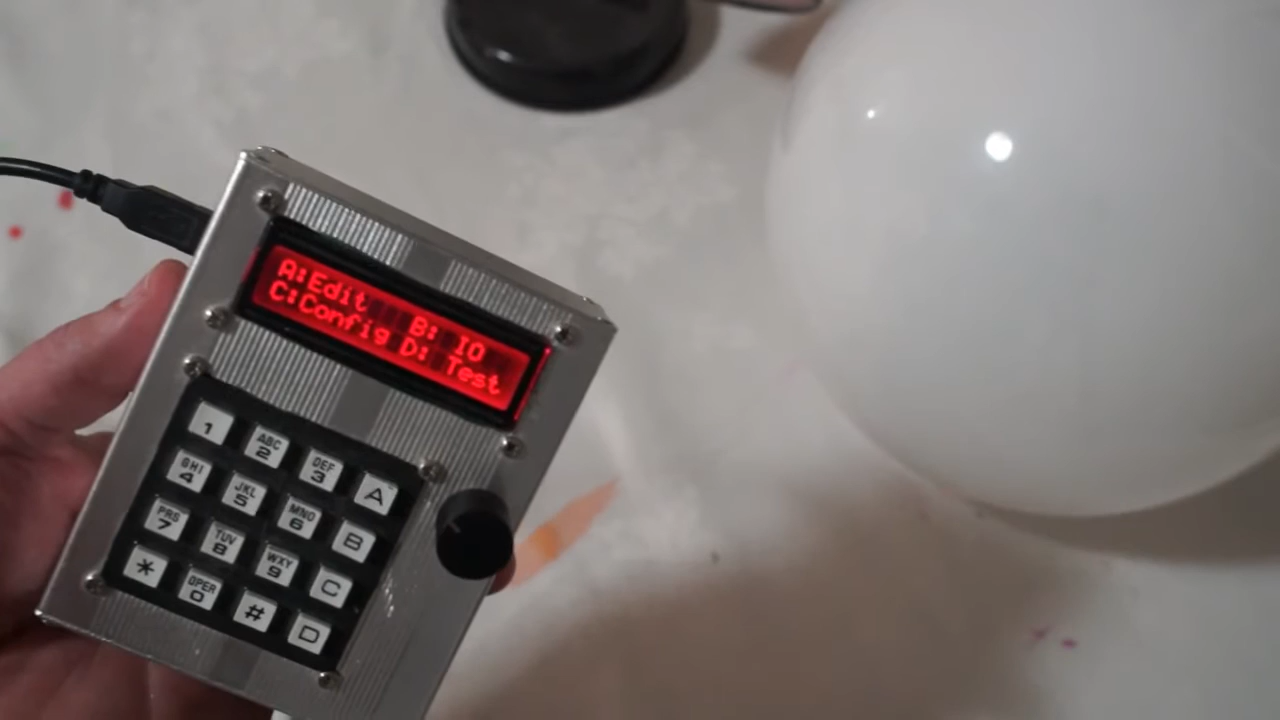 A:Edit B: IO
C:Config D: Test
1 ABC 2 DEF 3 A
GHI 4 JKL 5 MNO 6 B
PRS 7 TUV 8 WXY 9 C
* OPER 0 # D